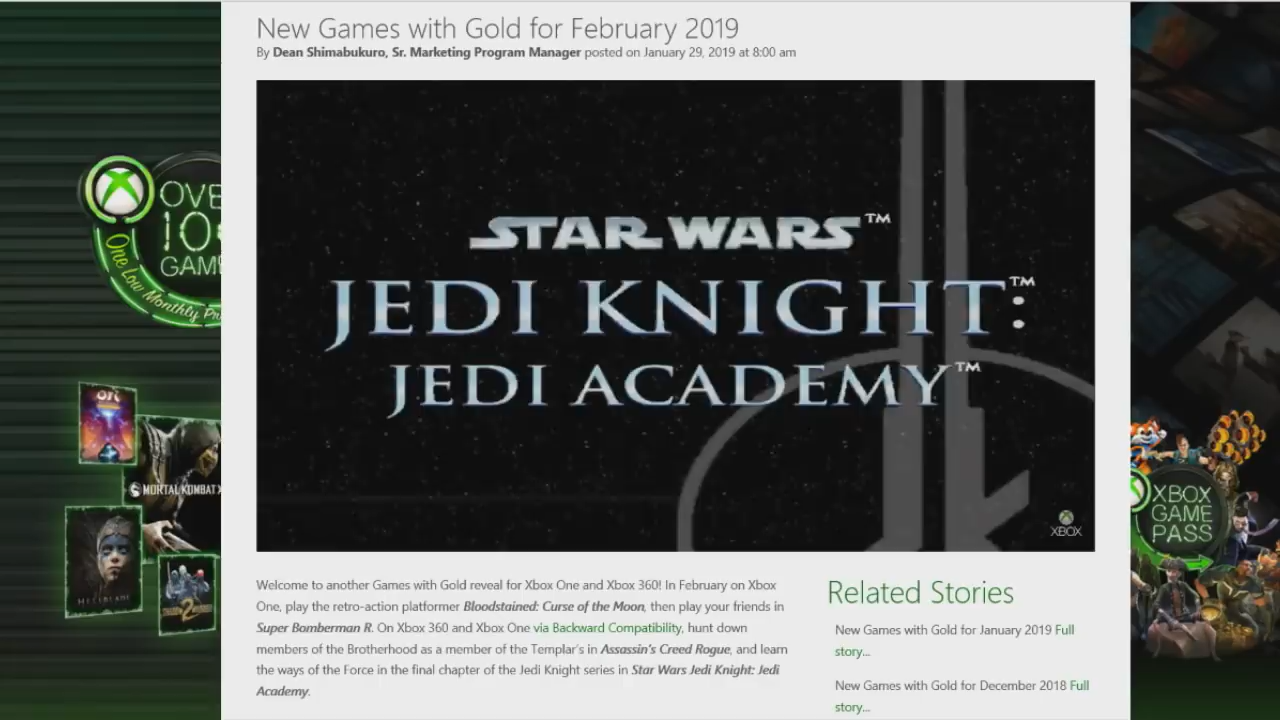 New Games with Gold for February 2019
By Dean Shimabukuro, Sr. Marketing Program Manager posted on January 29, 2019 at 8:00 am
STAR WARS™
JEDI KNIGHT™:
JEDI ACADEMY™
XBOX
Welcome to another Games with Gold reveal for Xbox One and Xbox 360! In February on Xbox
One, play the retro-action platformer Bloodstained: Curse of the Moon, then play your friends in
Super Bomberman R. On Xbox 360 and Xbox One via Backward Compatibility, hunt down
members of the Brotherhood as a member of the Templar's in Assassin's Creed Rogue, and learn
the ways of the Force in the final chapter of the Jedi Knight series in Star Wars Jedi Knight: Jedi
Academy.
Related Stories
New Games with Gold for January 2019 Full
story...
New Games with Gold for December 2018 Full
story...
OVE
10
GAM
One Low Monthly Pr
ORI
MORTAL KOMBAT X
HELLBLADE
2
XBOX
GAME
PASS